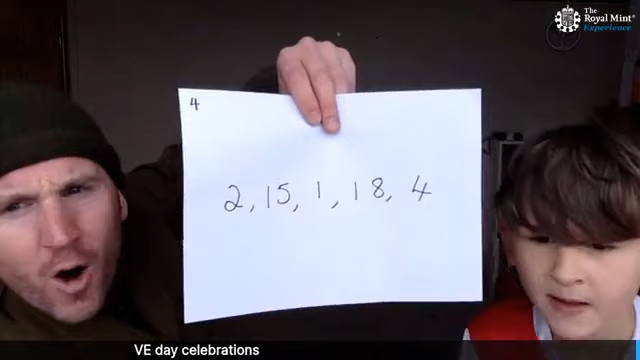 The
Royal Mint®
Experience
4
2, 15, 1, 18, 4
VE day celebrations